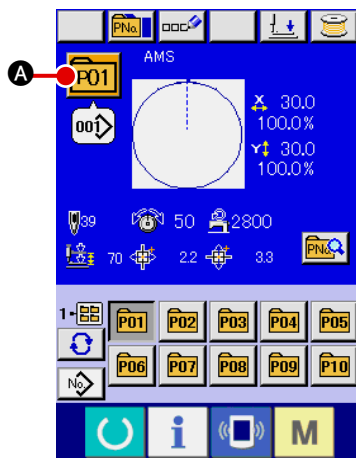 PNo.
A
P01
AMS
001
X 30.0
100.0%
Y 30.0
100.0%
39 50 2800
70 2.2 3.3
PNo.
1- P01 P02 P03 P04 P05
P06 P07 P08 P09 P10
No.
i M